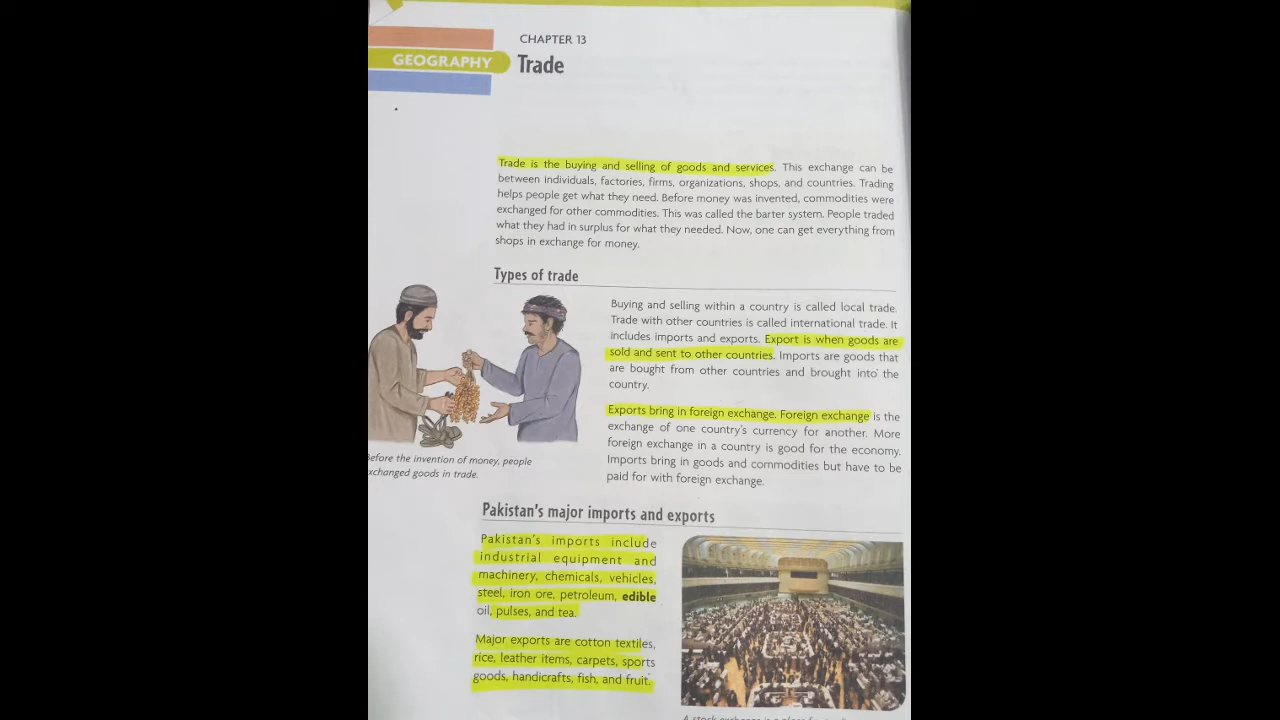 CHAPTER 13
GEOGRAPHY
Trade
Trade is the buying and selling of goods and services. This exchange can be
between individuals, factories, firms, organizations, shops, and countries. Trading
helps people get what they need. Before money was invented, commodities were
exchanged for other commodities. This was called the barter system. People traded
what they had in surplus for what they needed. Now, one can get everything from
shops in exchange for money.
Types of trade
Buying and selling within a country is called local trade.
Trade with other countries is called international trade. It
includes imports and exports. Export is when goods are
sold and sent to other countries. Imports are goods that
are bought from other countries and brought into the
country.
Exports bring in foreign exchange. Foreign exchange is the
exchange of one country's currency for another. More
foreign exchange in a country is good for the economy.
Imports bring in goods and commodities but have to be
paid for with foreign exchange.
Before the invention of money, people
exchanged goods in trade.
Pakistan's major imports and exports
Pakistan's imports include
industrial equipment and
machinery, chemicals, vehicles,
steel, iron ore, petroleum, edible
oil, pulses, and tea.
Major exports are cotton textiles,
rice, leather items, carpets, sports
goods, handicrafts, fish, and fruit.
A stock exchange is a place